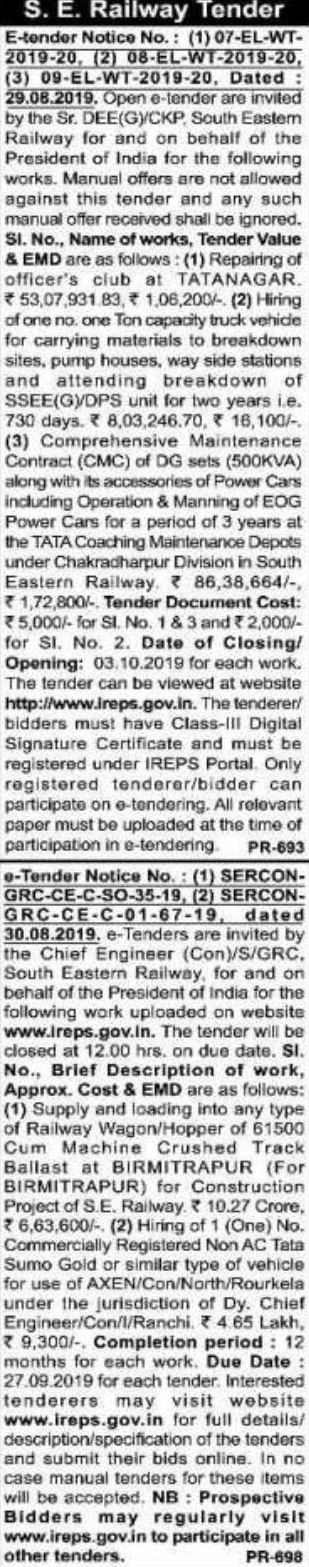 S. E. Railway Tender
E-tender Notice No. : (1) 07-EL-WT-
2019-20, (2) 08-EL-WT-2019-20,
(3) 09-EL-WT-2019-20, Dated :
29.08.2019. Open e-tender are invited
by the Sr. DEE(G)/CKP, South Eastern
Railway for and on behalf of the
President of India for the following
works. Manual offers are not allowed
against this tender and any such
manual offer received shall be ignored.
Sl. No., Name of works, Tender Value
& EMD are as follows : (1) Repairing of
officer's club at TATANAGAR.
₹ 53,07,931.83, ₹ 1,06,200/-. (2) Hiring
of one no. one Ton capacity truck vehicle
for carrying materials to breakdown
sites, pump houses, way side stations
and attending breakdown of
SSEE(G)/DPS unit for two years i.e.
730 days. ₹ 8,03,246.70, ₹ 16,100/-.
(3) Comprehensive Maintenance
Contract (CMC) of DG sets (500KVA)
along with its accessories of Power Cars
including Operation & Manning of EOG
Power Cars for a period of 3 years at
the TATA Coaching Maintenance Depots
under Chakradharpur Division in South
Eastern Railway. ₹ 86,38,664/-,
₹ 1,72,800/-. Tender Document Cost:
₹ 5,000/- for Sl. No. 1 & 3 and ₹ 2,000/-
for Sl. No. 2. Date of Closing/
Opening: 03.10.2019 for each work.
The tender can be viewed at website
http://www.ireps.gov.in. The tenderer/
bidders must have Class-III Digital
Signature Certificate and must be
registered under IREPS Portal. Only
registered tenderer/bidder can
participate on e-tendering. All relevant
paper must be uploaded at the time of
participation in e-tendering. PR-693
e-Tender Notice No. : (1) SERCON-
GRC-CE-C-SO-35-19, (2) SERCON-
GRC-CE-C-01-67-19, dated
30.08.2019. e-Tenders are invited by
the Chief Engineer (Con)/S/GRC,
South Eastern Railway, for and on
behalf of the President of India for the
following work uploaded on website
www.ireps.gov.in. The tender will be
closed at 12.00 hrs. on due date. Sl.
No., Brief Description of work,
Approx. Cost & EMD are as follows:
(1) Supply and loading into any type
of Railway Wagon/Hopper of 61500
Cum Machine Crushed Track
Ballast at BIRMITRAPUR (For
BIRMITRAPUR) for Construction
Project of S.E. Railway. ₹ 10.27 Crore,
₹ 6,63,600/-. (2) Hiring of 1 (One) No.
Commercially Registered Non AC Tata
Sumo Gold or similar type of vehicle
for use of AXEN/Con/North/Rourkela
under the jurisdiction of Dy. Chief
Engineer/Con/I/Ranchi. ₹ 4.65 Lakh,
₹ 9,300/-. Completion period : 12
months for each work. Due Date :
27.09.2019 for each tender. Interested
tenderers may visit website
www.ireps.gov.in for full details/
description/specification of the tenders
and submit their bids online. In no
case manual tenders for these items
will be accepted. NB : Prospective
Bidders may regularly visit
www.ireps.gov.in to participate in all
other tenders. PR-698